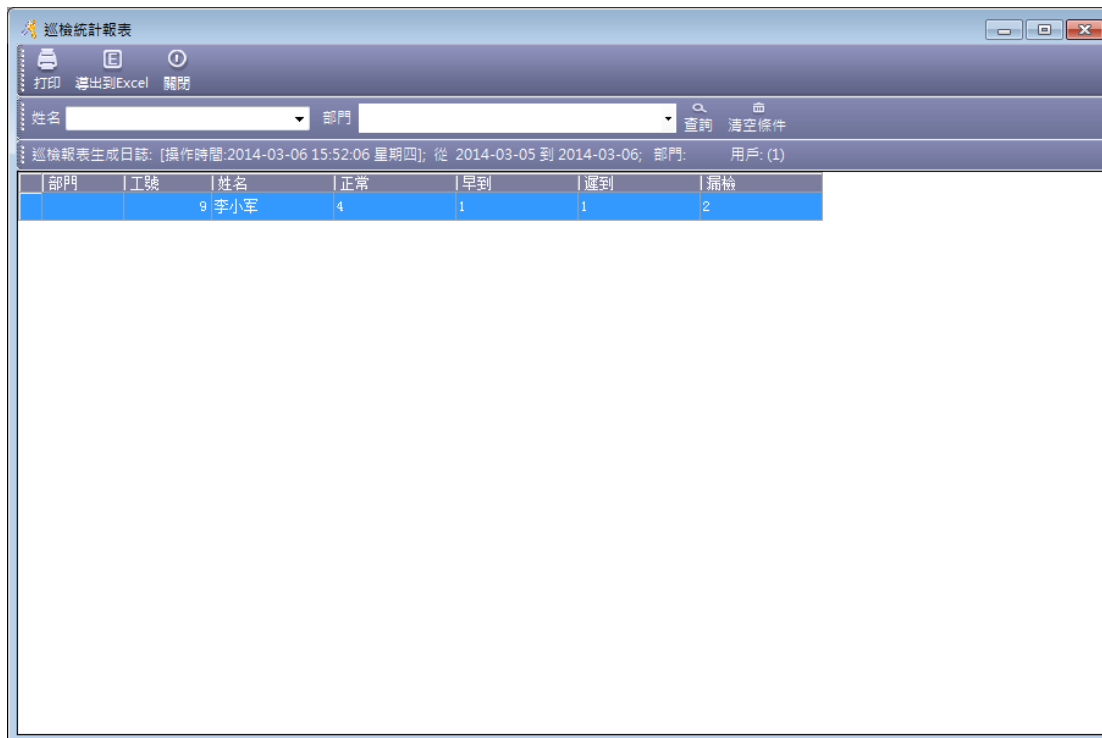 巡檢統計報表
E
打印 導出到Excel 關閉
姓名 部門 查詢 清空條件
巡檢報表生成日誌: [操作時間:2014-03-06 15:52:06 星期四]; 從 2014-03-05 到 2014-03-06; 部門: 用戶: (1)
部門 工號 姓名 正常 早到 遲到 漏檢
9 李小军 4 1 1 2